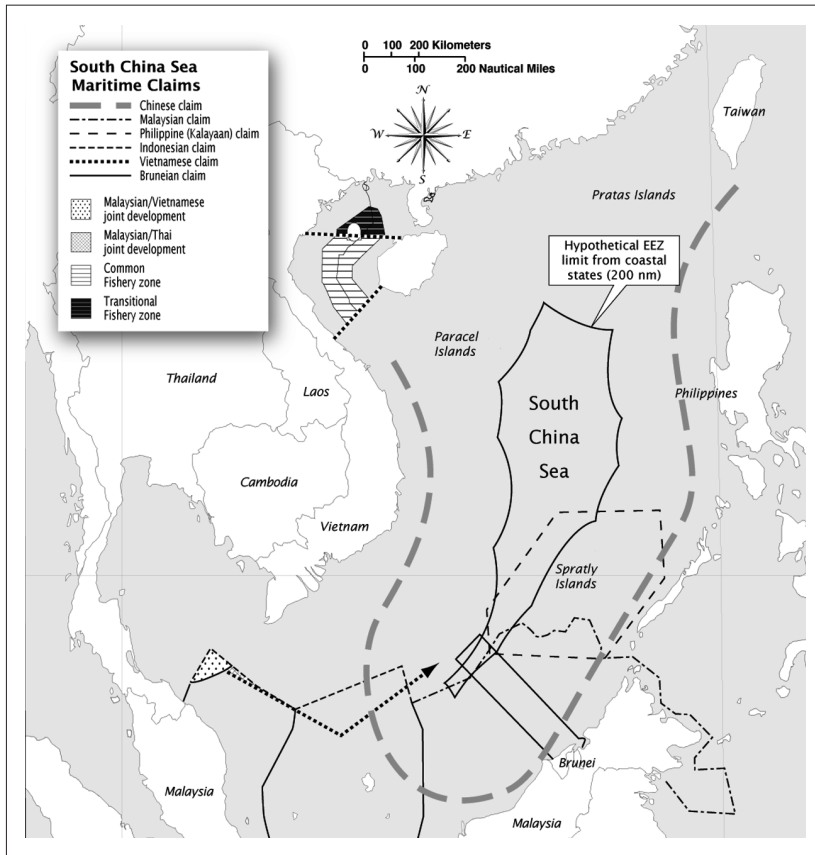 0 100 200 Kilometers
0 100 200 Nautical Miles
South China Sea
Maritime Claims
Chinese claim
Malaysian claim
Philippine (Kalayaan) claim
Indonesian claim
Vietnamese claim
Bruneian claim
Malaysian/Vietnamese
joint development
Malaysian/Thai
joint development
Common
Fishery zone
Transitional
Fishery zone
N
W E
S
Taiwan
Pratas Islands
Hypothetical EEZ
limit from coastal
states (200 nm)
Paracel
Islands
Thailand
Laos
Philippines
South
China
Sea
Cambodia
Vietnam
Spratly
Islands
Brunei
Malaysia
Malaysia